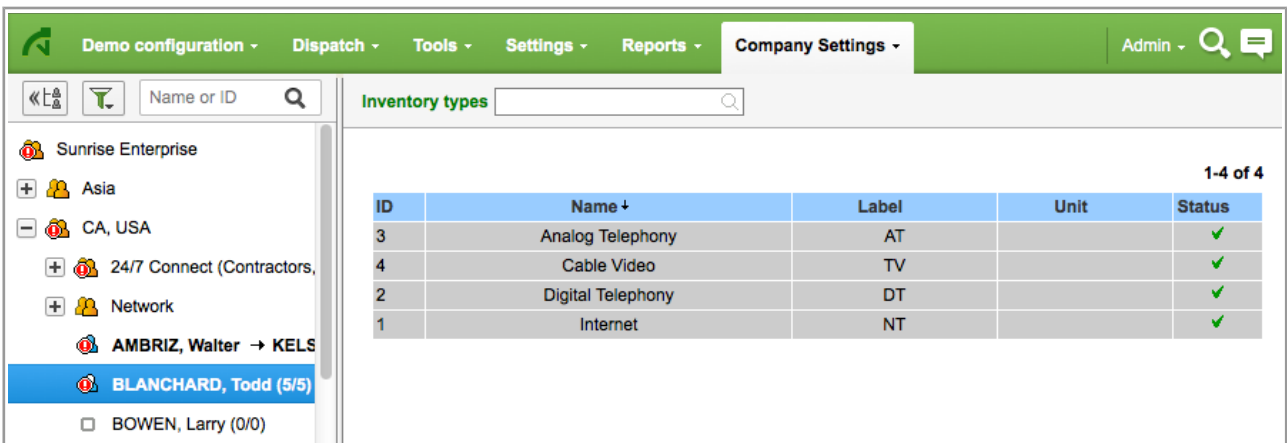 Demo configuration Dispatch Tools Settings Reports Company Settings Admin
Name or ID
Inventory types
Sunrise Enterprise
Asia
CA, USA
24/7 Connect (Contractors,
Network
AMBRIZ, Walter → KELS
BLANCHARD, Todd (5/5)
BOWEN, Larry (0/0)
1-4 of 4
ID Name Label Unit Status
3 Analog Telephony AT
4 Cable Video TV
2 Digital Telephony DT
1 Internet NT